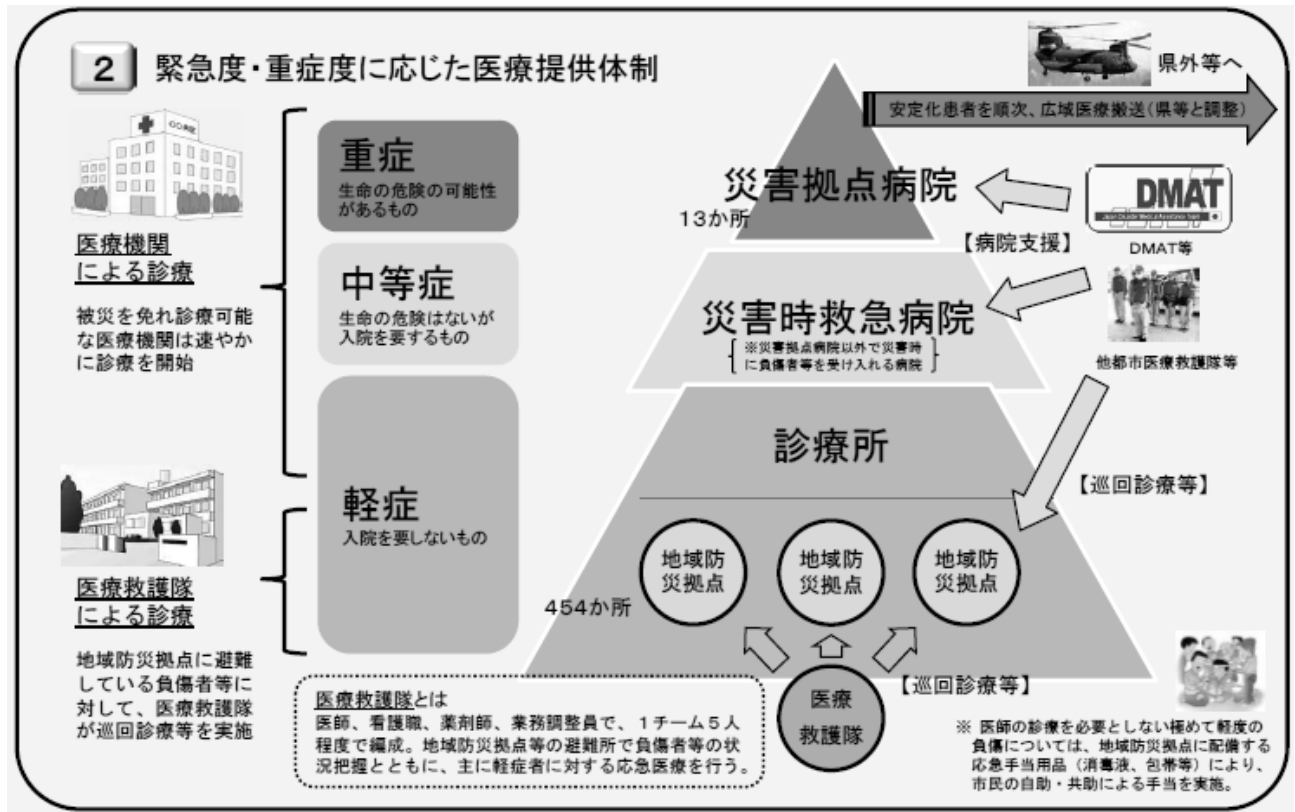 2 緊急度・重症度に応じた医療提供体制
県外等へ
安定化患者を順次、広域医療搬送(県等と調整)
医療機関
による診療
被災を免れ診療可能
な医療機関は速やか
に診療を開始
重症
生命の危険の可能性
があるもの
中等症
生命の危険はないが
入院を要するもの
軽症
入院を要しないもの
医療救護隊
による診療
地域防災拠点に避難
している負傷者等に
対して、医療救護隊
が巡回診療等を実施
災害拠点病院
13か所
【病院支援】
DMAT
DMAT等
災害時救急病院
※災害拠点病院以外で災害時
に負傷者等を受け入れる病院
他都市医療救護隊等
診療所
【巡回診療等】
地域防
災拠点
地域防
災拠点
地域防
災拠点
454か所
医療
救護隊
【巡回診療等】
医療救護隊とは
医師、看護職、薬剤師、業務調整員で、1チーム5人
程度で編成。地域防災拠点等の避難所で負傷者等の状
況把握とともに、主に軽症者に対する応急医療を行う。
※ 医師の診療を必要としない極めて軽度の
負傷については、地域防災拠点に配備する
応急手当用品(消毒液、包帯等)により、
市民の自助・共助による手当を実施。